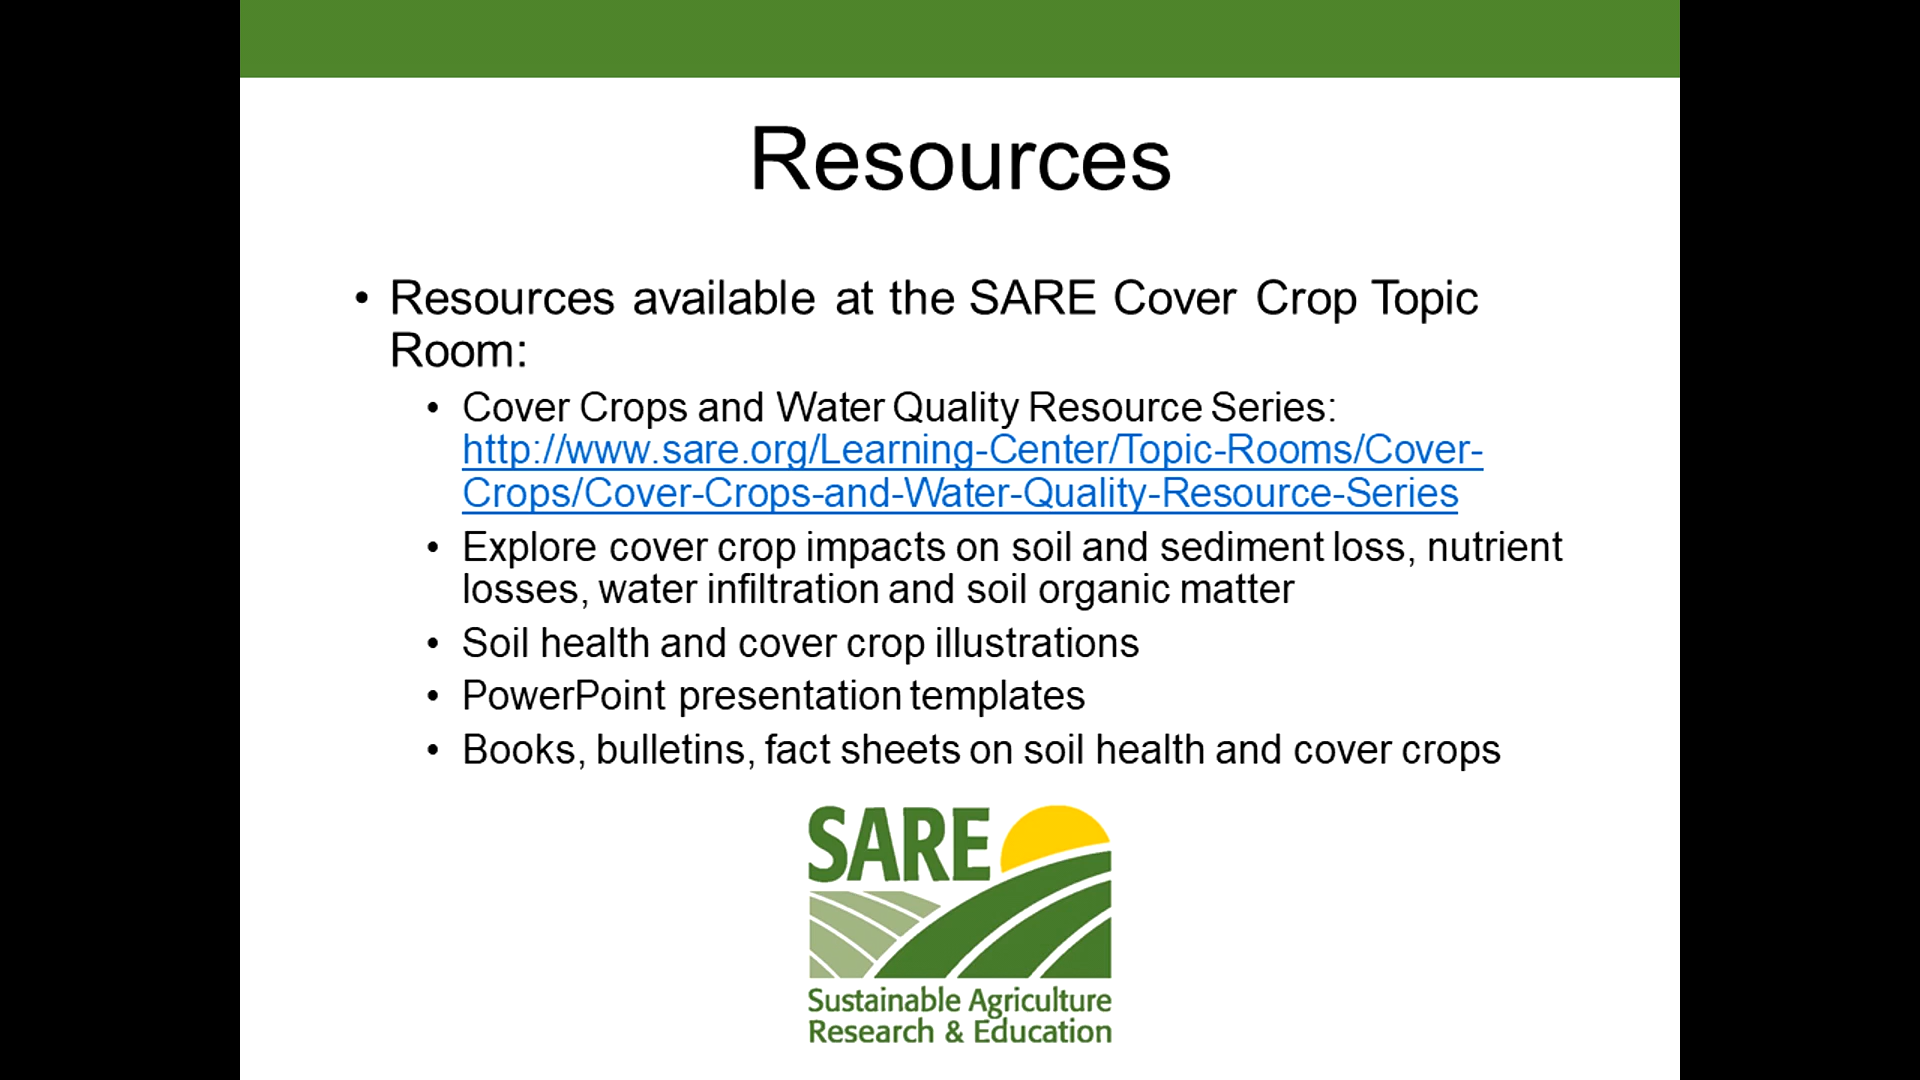 Resources
• Resources available at the SARE Cover Crop Topic
Room:
• Cover Crops and Water Quality Resource Series:
http://www.sare.org/Learning-Center/Topic-Rooms/Cover-
Crops/Cover-Crops-and-Water-Quality-Resource-Series
• Explore cover crop impacts on soil and sediment loss, nutrient
losses, water infiltration and soil organic matter
• Soil health and cover crop illustrations
• PowerPoint presentation templates
• Books, bulletins, fact sheets on soil health and cover crops
SARE
Sustainable Agriculture
Research & Education